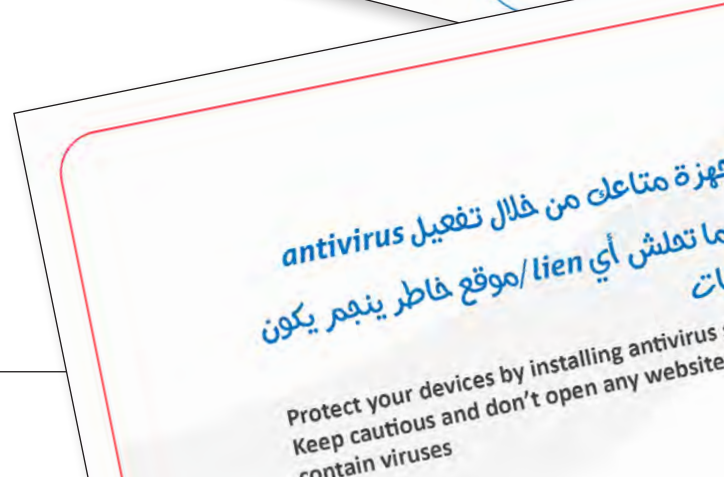 متاعك من خلال تفعيل antivirus
ما تحلش أي lien /موقع خاطر ينجم يكون
Protect your devices by installing antivirus
Keep cautious and don't open any website
contain viruses